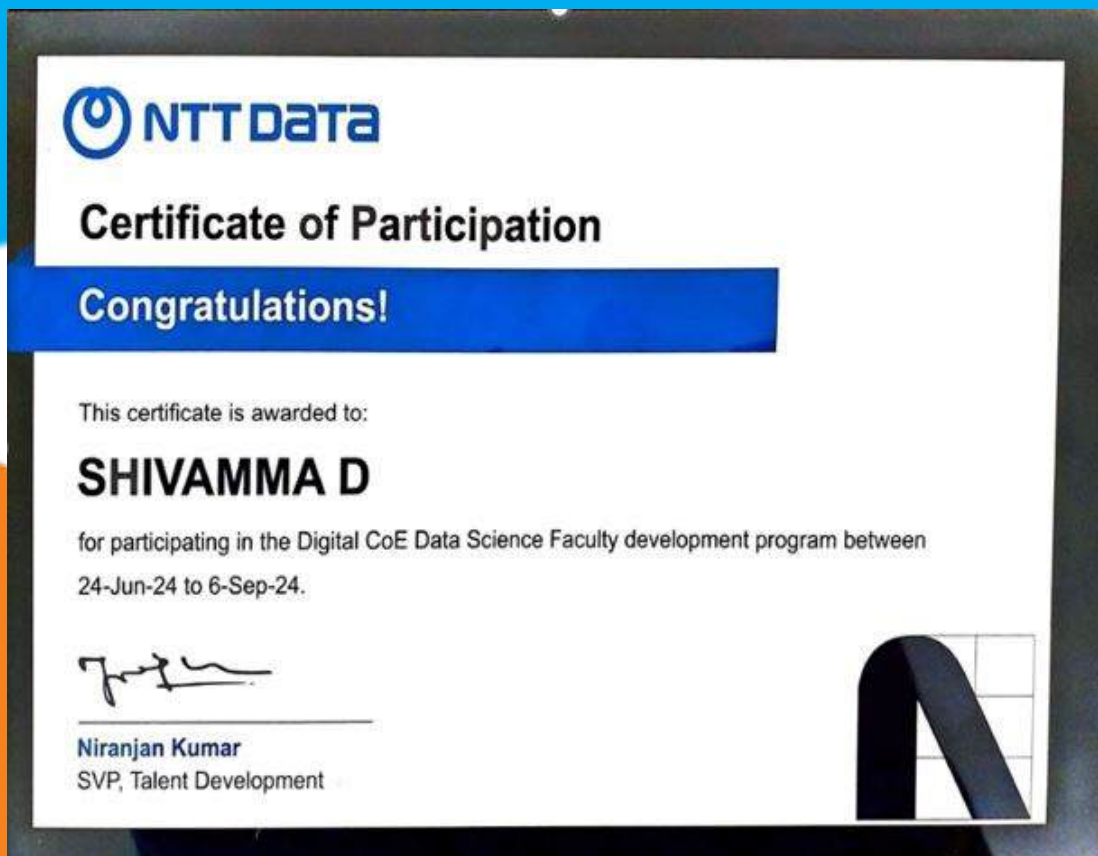 NTT DATA
Certificate of Participation
Congratulations!
This certificate is awarded to:
SHIVAMMA D
for participating in the Digital CoE Data Science Faculty development program between
24-Jun-24 to 6-Sep-24.
Niranjan Kumar
SVP, Talent Development